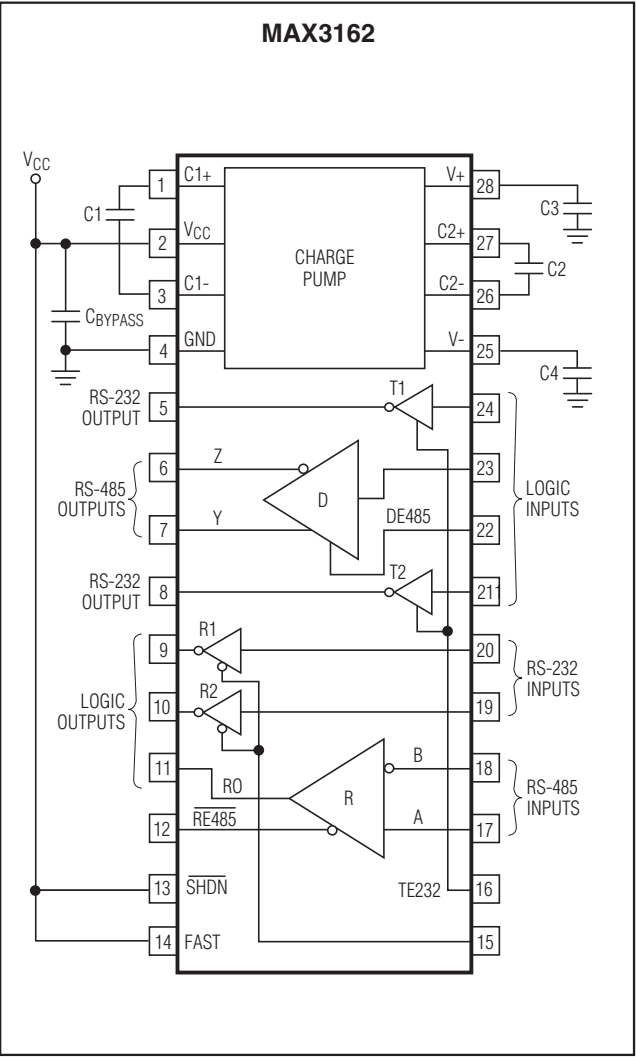 MAX3162
VCC
C1
CBYPASS
1
C1+
2
VCC
3
C1-
4
GND
CHARGE
PUMP
V+
28
C2+
27
C2-
26
V-
25
C3
C2
C4
RS-232
OUTPUT
5
T1
24
RS-485
OUTPUTS
6
Z
7
Y
D
23
DE485
22
LOGIC
INPUTS
RS-232
OUTPUT
8
T2
211
LOGIC
OUTPUTS
9
R1
10
R2
11
RO
20
19
RS-232
INPUTS
R
B
18
A
17
RS-485
INPUTS
12
RE485
13
SHDN
TE232
16
14
FAST
15